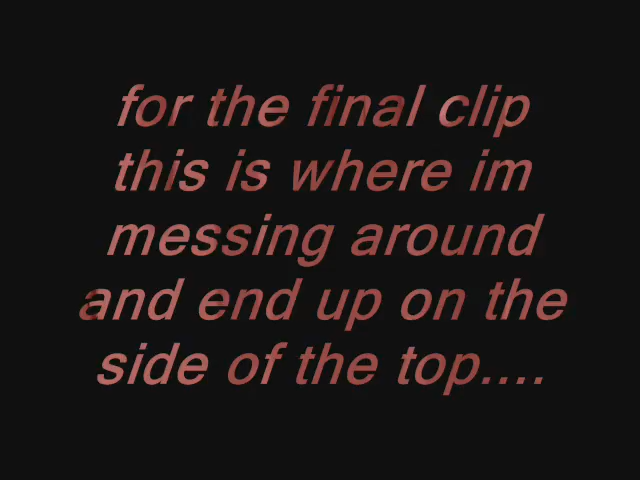 for the final clip
this is where im
messing around
and end up on the
side of the top....